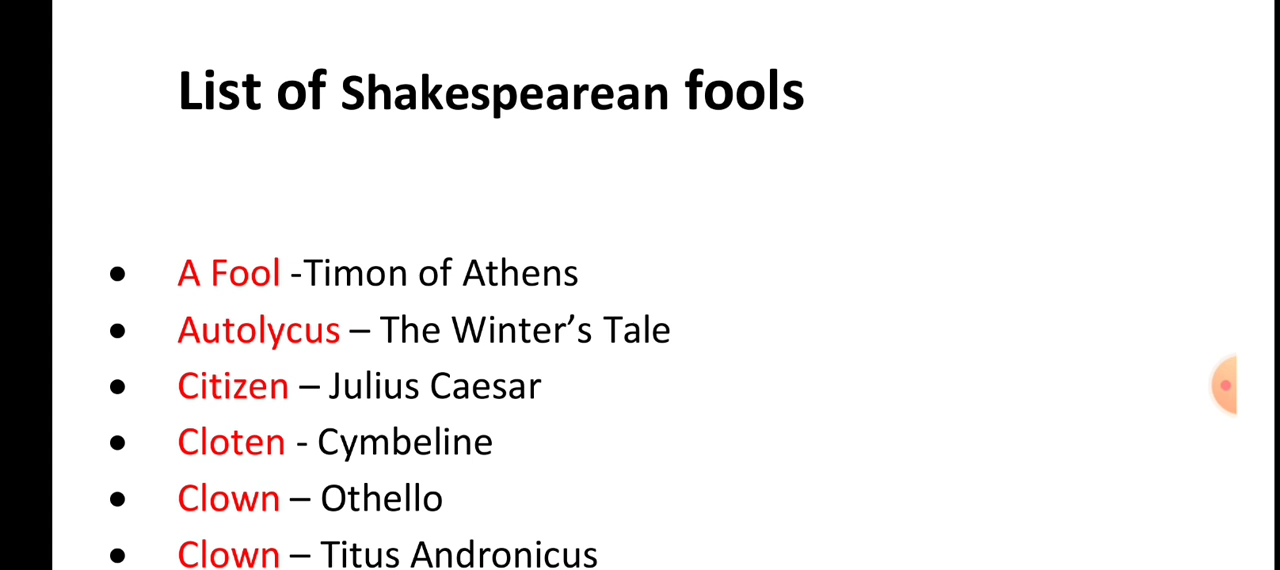 List of Shakespearean fools
● A Fool -Timon of Athens
● Autolycus – The Winter’s Tale
● Citizen – Julius Caesar
● Cloten - Cymbeline
● Clown – Othello
● Clown – Titus Andronicus